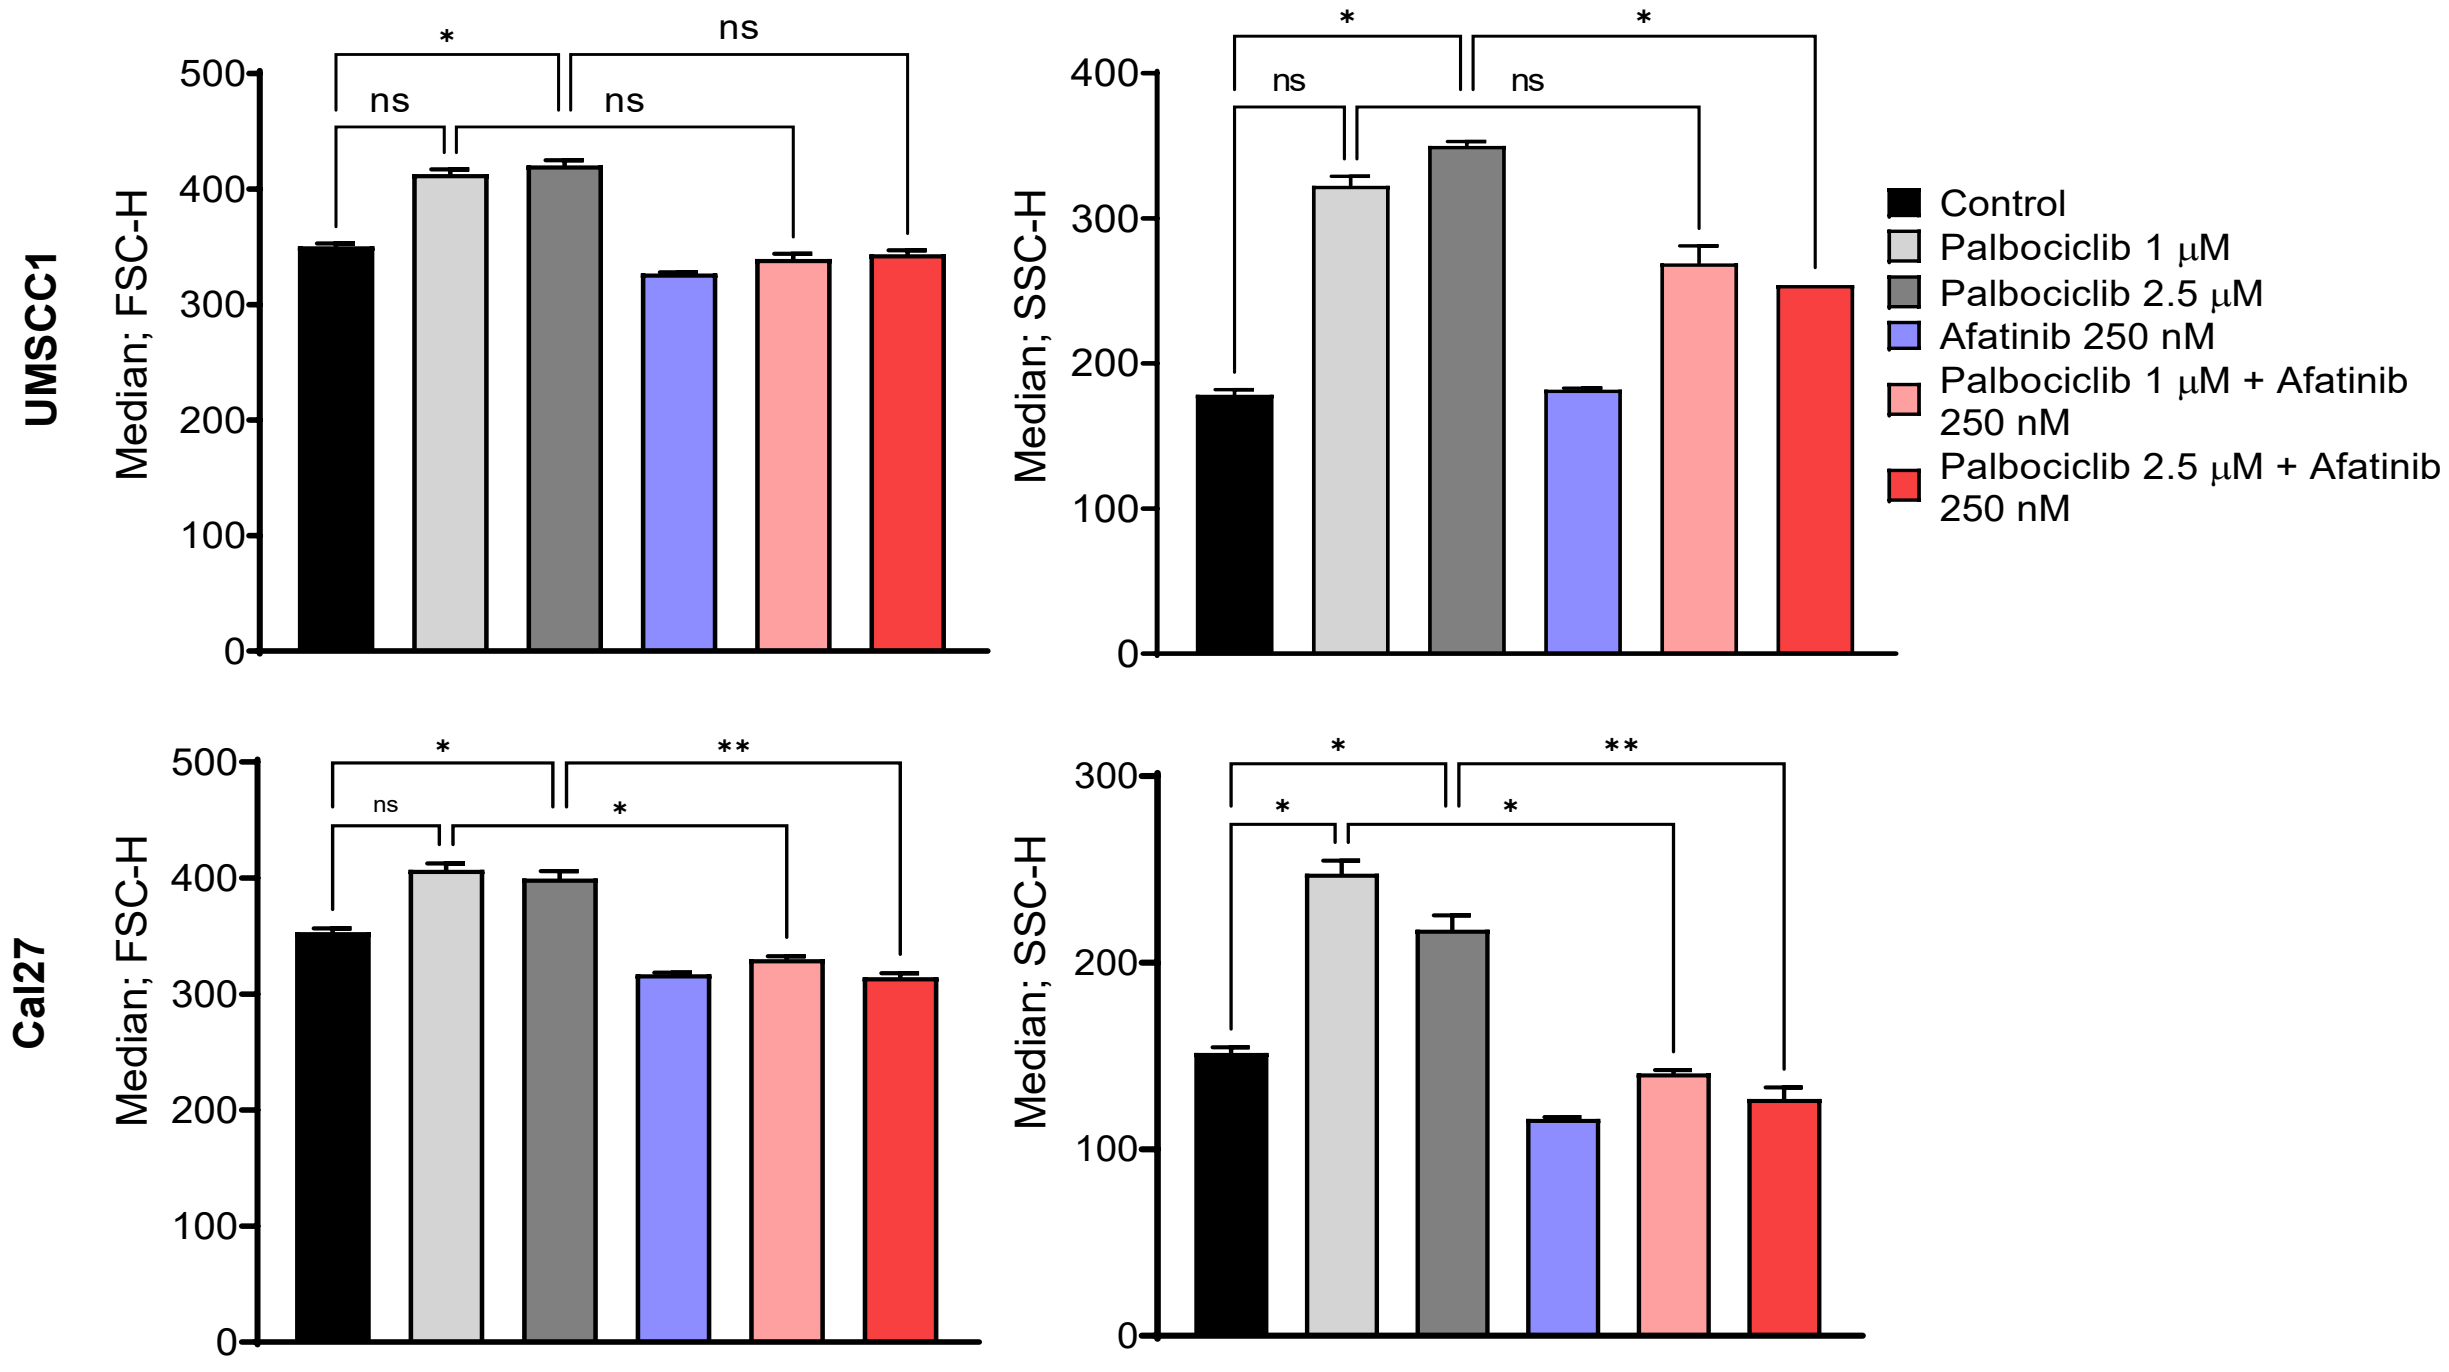 UMSCC1
Median; FSC-H
500
400
300
200
100
0
*
ns
ns
ns
Median; SSC-H
400
300
200
100
0
*
*
ns
ns
Control
Palbociclib 1 μM
Palbociclib 2.5 μM
Afatinib 250 nM
Palbociclib 1 μM + Afatinib
250 nM
Palbociclib 2.5 μM + Afatinib
250 nM
Cal27
Median; FSC-H
500
400
300
200
100
0
*
**
ns
*
Median; SSC-H
300
200
100
0
*
**
*
*